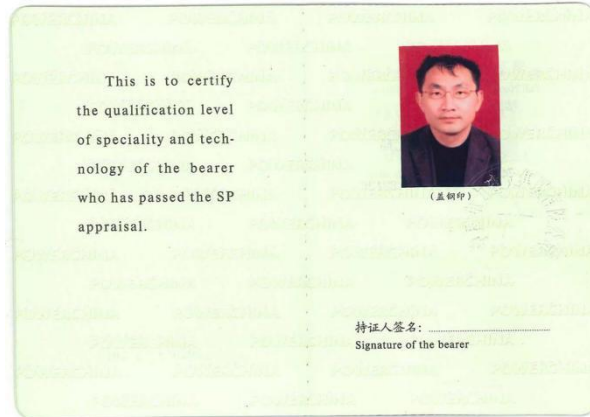 This is to certify
the qualification level
of speciality and tech-
nology of the bearer
who has passed the SP
appraisal.
(盖钢印)
持证人签名:
Signature of the bearer